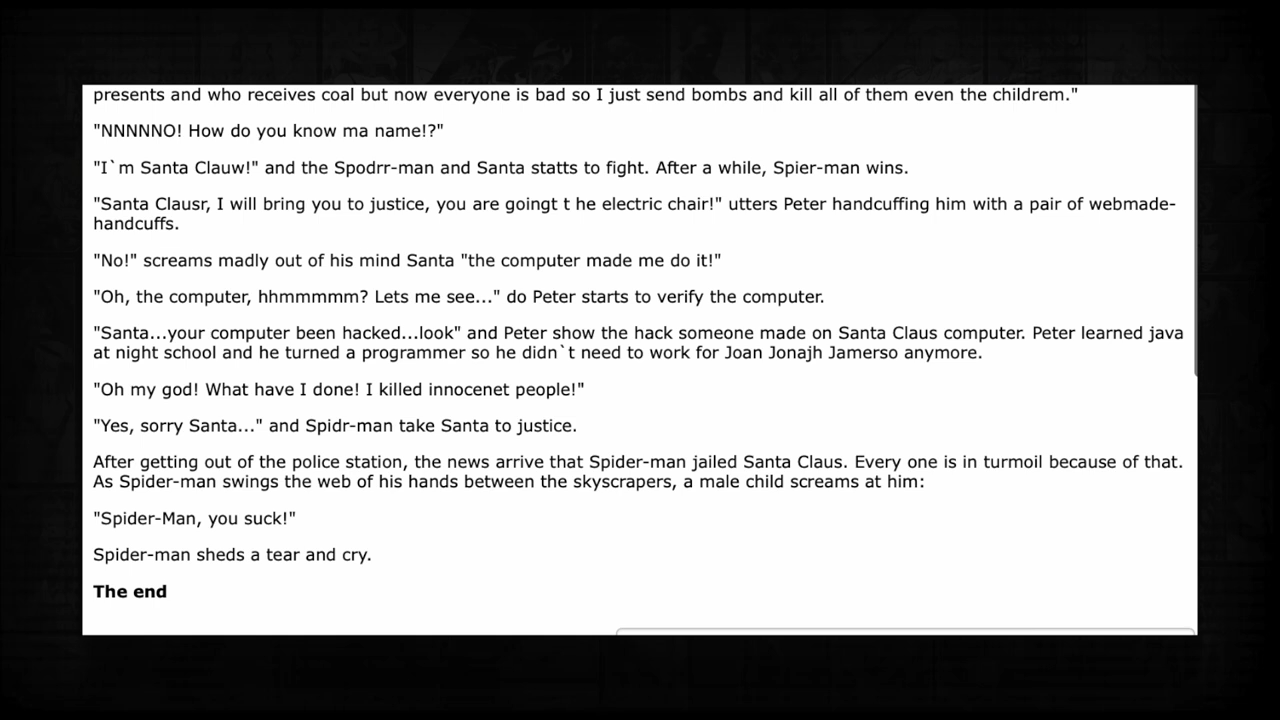 presents and who receives coal but now everyone is bad so I just send bombs and kill all of them even the childrem."
"NNNNNO! How do you know ma name!?"
"I`m Santa Clauw!" and the Spodrr-man and Santa statts to fight. After a while, Spier-man wins.
"Santa Clausr, I will bring you to justice, you are goingt t he electric chair!" utters Peter handcuffing him with a pair of webmade-
handcuffs.
"No!" screams madly out of his mind Santa "the computer made me do it!"
"Oh, the computer, hhmmmmm? Lets me see..." do Peter starts to verify the computer.
"Santa...your computer been hacked...look" and Peter show the hack someone made on Santa Claus computer. Peter learned java
at night school and he turned a programmer so he didn`t need to work for Joan Jonajh Jamerso anymore.
"Oh my god! What have I done! I killed innocenet people!"
"Yes, sorry Santa..." and Spidr-man take Santa to justice.
After getting out of the police station, the news arrive that Spider-man jailed Santa Claus. Every one is in turmoil because of that.
As Spider-man swings the web of his hands between the skyscrapers, a male child screams at him:
"Spider-Man, you suck!"
Spider-man sheds a tear and cry.
The end